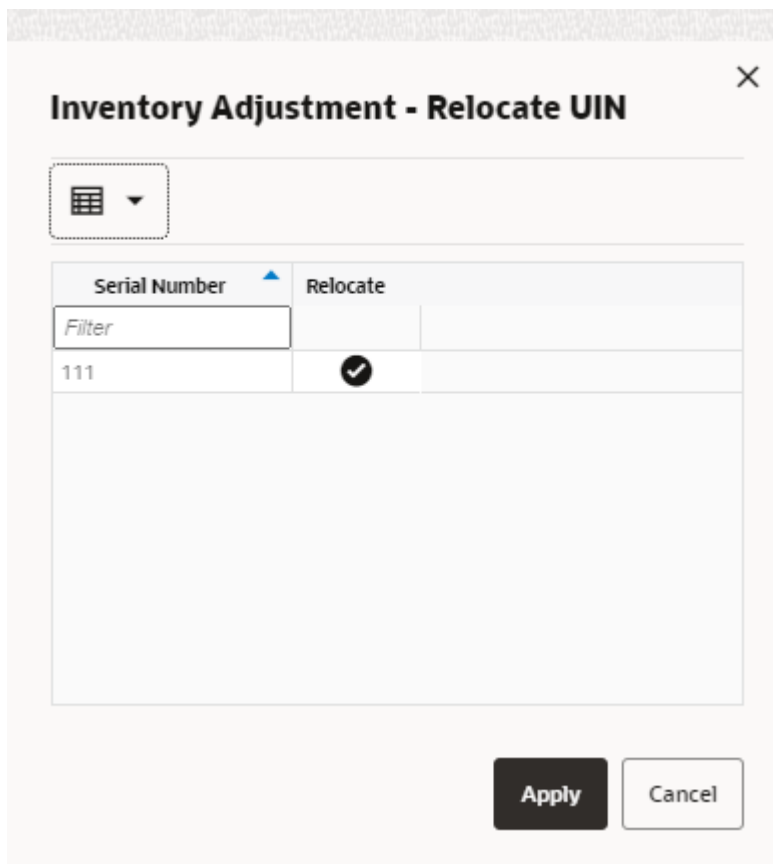 Inventory Adjustment - Relocate UIN
Serial Number Relocate
Filter
111
Apply Cancel